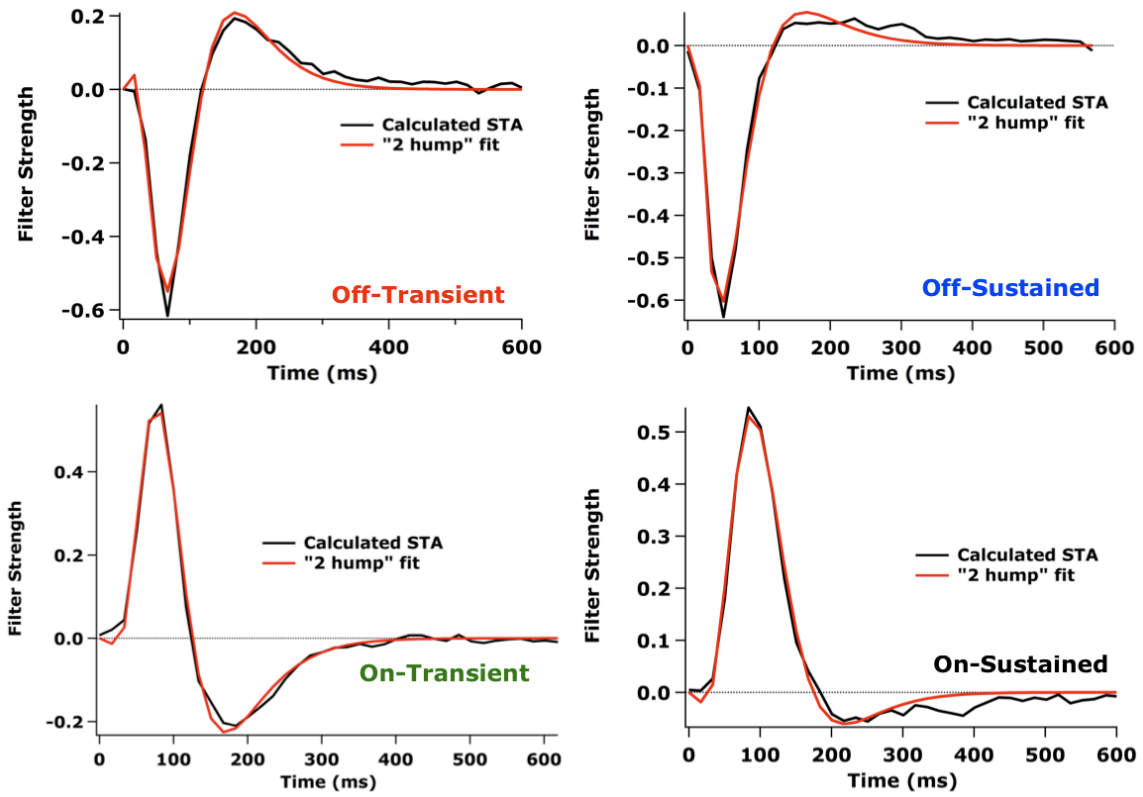 0.2
0.0
-0.2
-0.4
-0.6
Filter Strength
Calculated STA
"2 hump" fit
Off-Transient
0
200
400
600
Time (ms)
0.0
-0.1
-0.2
-0.3
-0.4
-0.5
-0.6
Filter Strength
Calculated STA
"2 hump" fit
Off-Sustained
0
100
200
300
400
500
600
Time (ms)
0.4
0.2
0.0
-0.2
Filter Strength
Calculated STA
"2 hump" fit
On-Transient
0
100
200
300
400
500
600
Time (ms)
0.5
0.4
0.3
0.2
0.1
0.0
Filter Strength
Calculated STA
"2 hump" fit
On-Sustained
0
100
200
300
400
500
600
Time (ms)